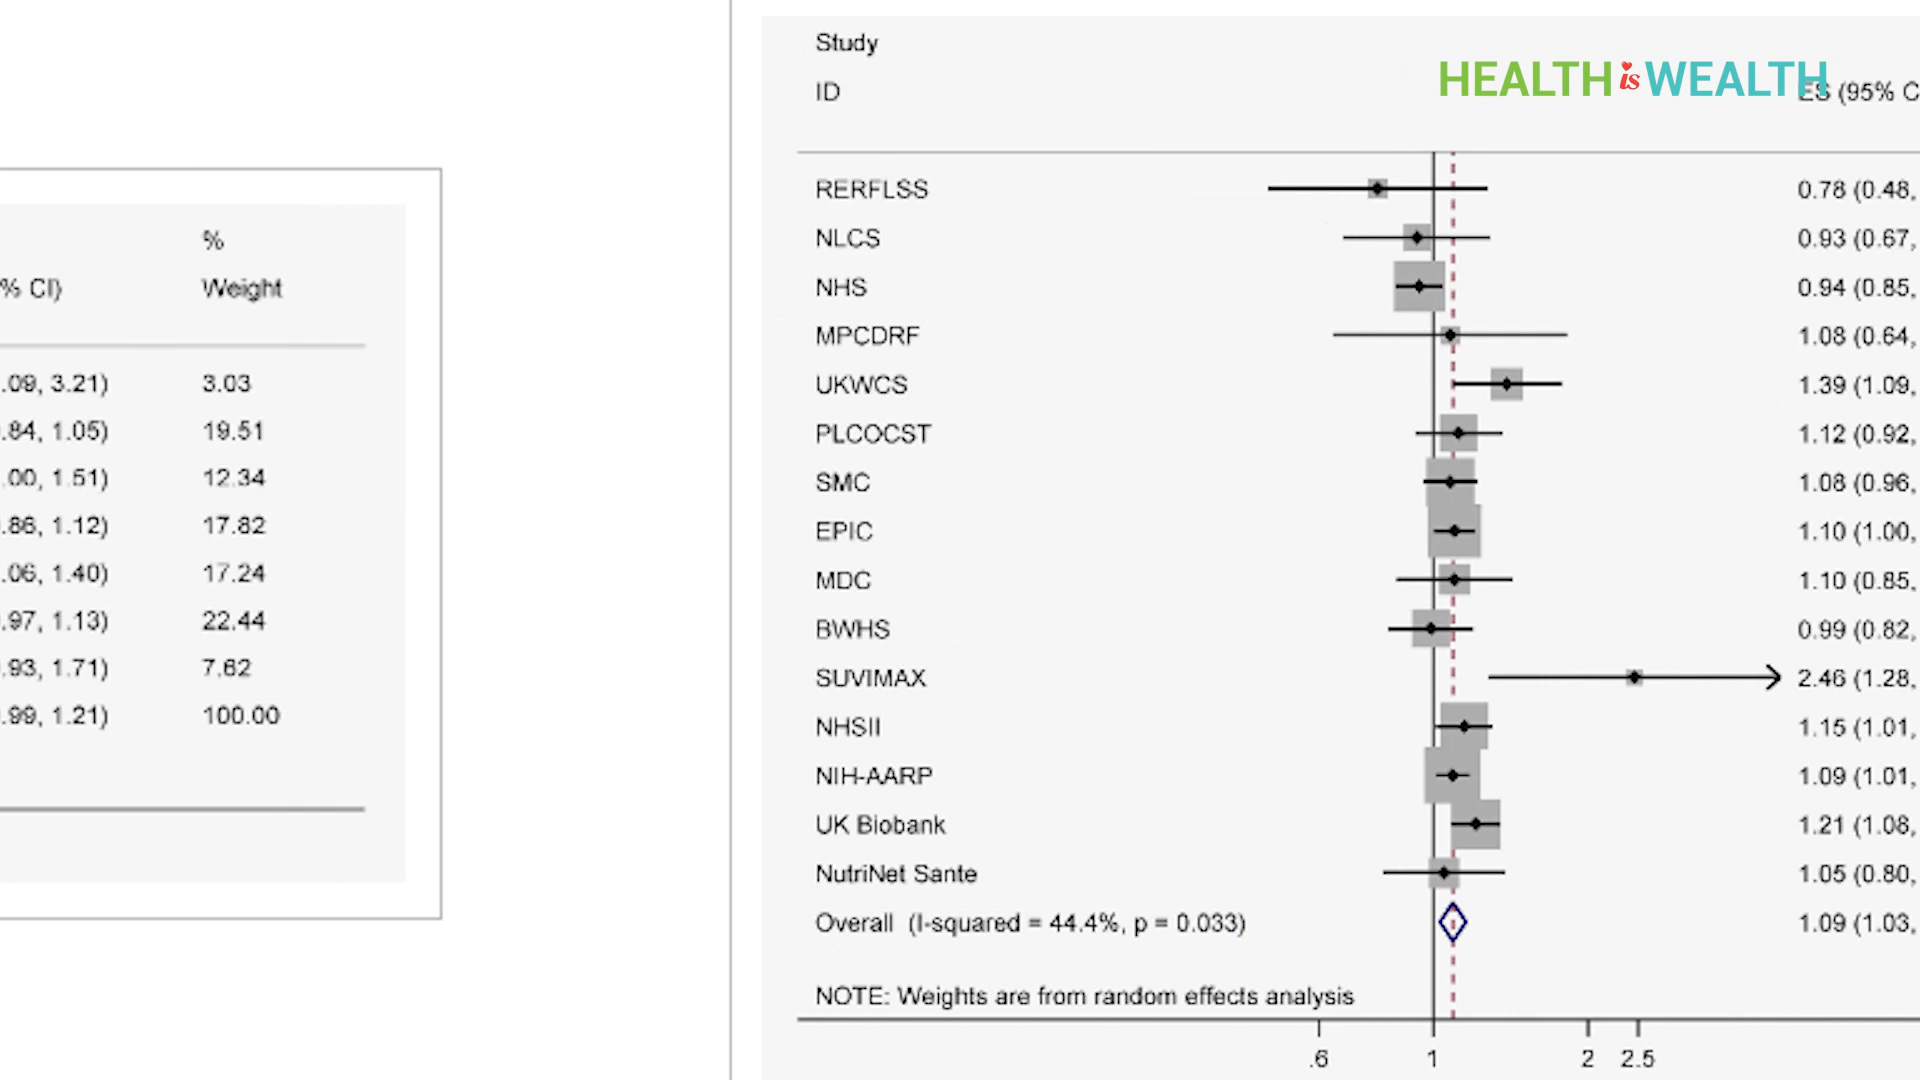 %
% CI)
Weight
.09, 3.21)
3.03
.84, 1.05)
19.51
.00, 1.51)
12.34
.86, 1.12)
17.82
.06, 1.40)
17.24
.97, 1.13)
22.44
.93, 1.71)
7.62
.99, 1.21)
100.00
HEALTH is WEALTH
Study
ID
ES (95% C
RERFLSS
0.78 (0.48,
NLCS
0.93 (0.67,
NHS
0.94 (0.85,
MPCDRF
1.08 (0.64,
UKWCS
1.39 (1.09,
PLCOCST
1.12 (0.92,
SMC
1.08 (0.96,
EPIC
1.10 (1.00,
MDC
1.10 (0.85,
BWHS
0.99 (0.82,
SUVIMAX
2.46 (1.28,
NHSII
1.15 (1.01,
NIH-AARP
1.09 (1.01,
UK Biobank
1.21 (1.08,
NutriNet Sante
1.05 (0.80,
Overall (I-squared = 44.4%, p = 0.033)
1.09 (1.03,
NOTE: Weights are from random effects analysis
.6
1
2
2.5